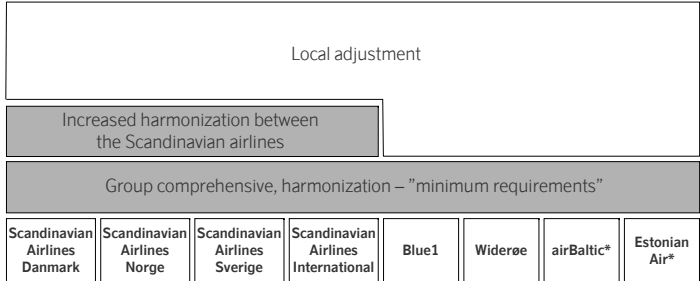 Local adjustment
Increased harmonization between
the Scandinavian airlines
Group comprehensive, harmonization – ”minimum requirements”
Scandinavian
Airlines
Danmark
Scandinavian
Airlines
Norge
Scandinavian
Airlines
Sverige
Scandinavian
Airlines
International
Blue1
Widerøe
airBaltic*
Estonian
Air*